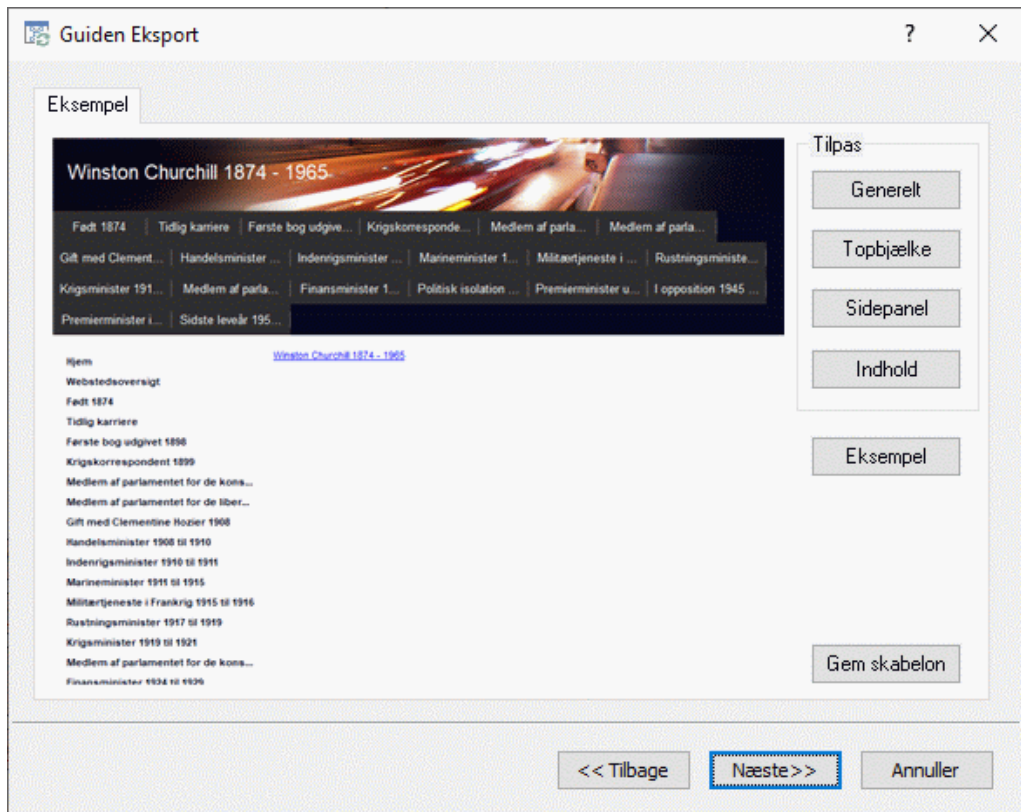 Guiden Eksport
?
Eksempel
Winston Churchill 1874 - 1965
Født 1874 Tidlig karriere Første bog udgive... Krigskorresponde... Medlem af parla... Medlem af parla...
Gift med Clement... Handelsminister ... Indenrigsminister ... Marineminister 1... Militærtjeneste i ... Rustningsministe...
Krigsminister 191... Medlem af parla... Finansminister 1... Politisk isolation ... Premierminister u... I opposition 1945 ...
Premierminister i... Sidste leveår 195...
Hjem
Webstedsoversigt
Født 1874
Tidlig karriere
Første bog udgivet 1898
Krigskorrespondent 1899
Medlem af parlamentet for de kons...
Medlem af parlamentet for de liber...
Gift med Clementine Hozier 1908
Handelsminister 1908 til 1910
Indenrigsminister 1910 til 1911
Marineminister 1911 til 1915
Militærtjeneste i Frankrig 1915 til 1916
Rustningsminister 1917 til 1919
Krigsminister 1919 til 1921
Medlem af parlamentet for de kons...
Finansminister 1924 til 1929
Winston Churchill 1874 - 1965
Tilpas
Generelt
Topbjælke
Sidepanel
Indhold
Eksempel
Gem skabelon
<< Tilbage
Næste>>
Annuller